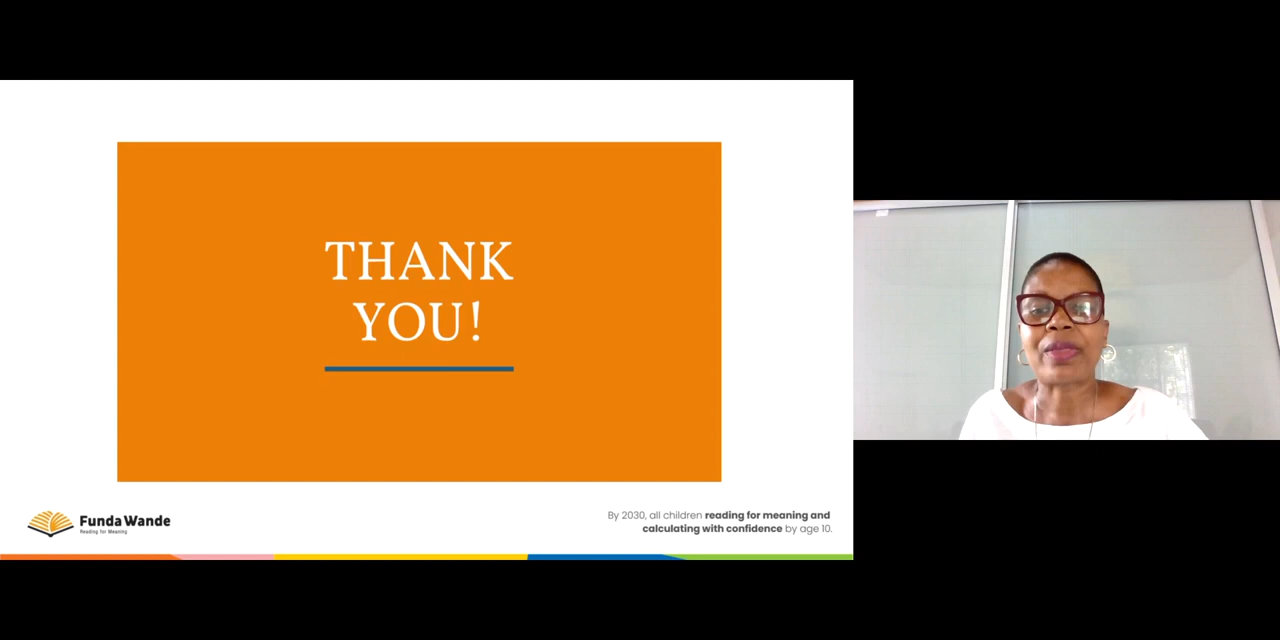 THANK
YOU!
Funda Wande
Reading for Meaning
By 2030, all children reading for meaning and
calculating with confidence by age 10.